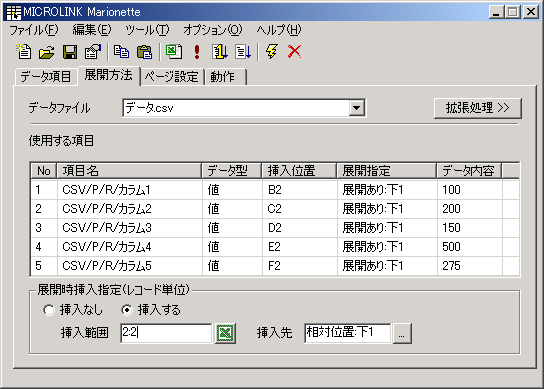 MICROLINK Marionette
ファイル(F) 編集(E) ツール(T) オプション(O) ヘルプ(H)
データ項目 展開方法 ページ設定 動作
データファイル データ.csv 拡張処理 >>
使用する項目
No 項目名 データ型 挿入位置 展開指定 データ内容
1 CSV/P/R/カラム1 値 B2 展開あり:下1 100
2 CSV/P/R/カラム2 値 C2 展開あり:下1 200
3 CSV/P/R/カラム3 値 D2 展開あり:下1 150
4 CSV/P/R/カラム4 値 E2 展開あり:下1 500
5 CSV/P/R/カラム5 値 F2 展開あり:下1 275
展開時挿入指定(レコード単位)
挿入なし 挿入する
挿入範囲 2:2 挿入先 相対位置:下1 ...